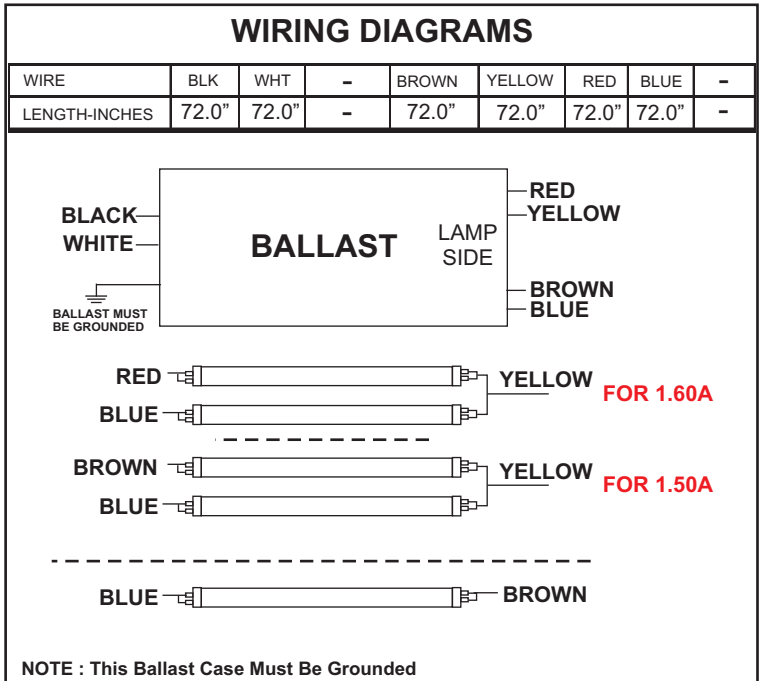 WIRING DIAGRAMS
WIRE BLK WHT - BROWN YELLOW RED BLUE -
LENGTH-INCHES 72.0” 72.0” - 72.0” 72.0” 72.0” 72.0” -
RED
BLACK
YELLOW
WHITE
BALLAST
LAMP
SIDE
BROWN
BLUE
BALLAST MUST
BE GROUNDED
RED YELLOW FOR 1.60A
BLUE
BROWN YELLOW FOR 1.50A
BLUE
BLUE BROWN
NOTE : This Ballast Case Must Be Grounded